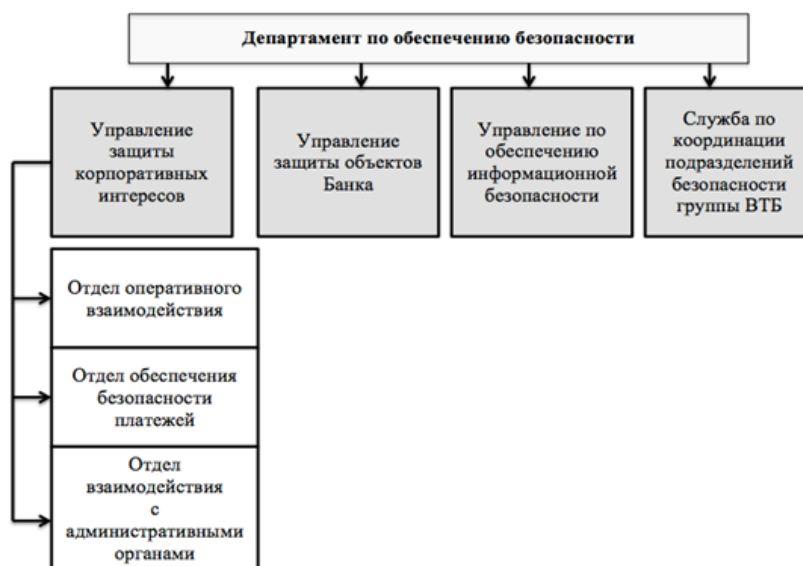 Департамент по обеспечению безопасности
Управление
защиты
корпоративных
интересов
Управление
защиты объектов
Банка
Управление по
обеспечению
информационной
безопасности
Служба по
координации
подразделений
безопасности
группы ВТБ
Отдел оперативного
взаимодействия
Отдел обеспечения
безопасности
платежей
Отдел
взаимодействия
с
административными
органами